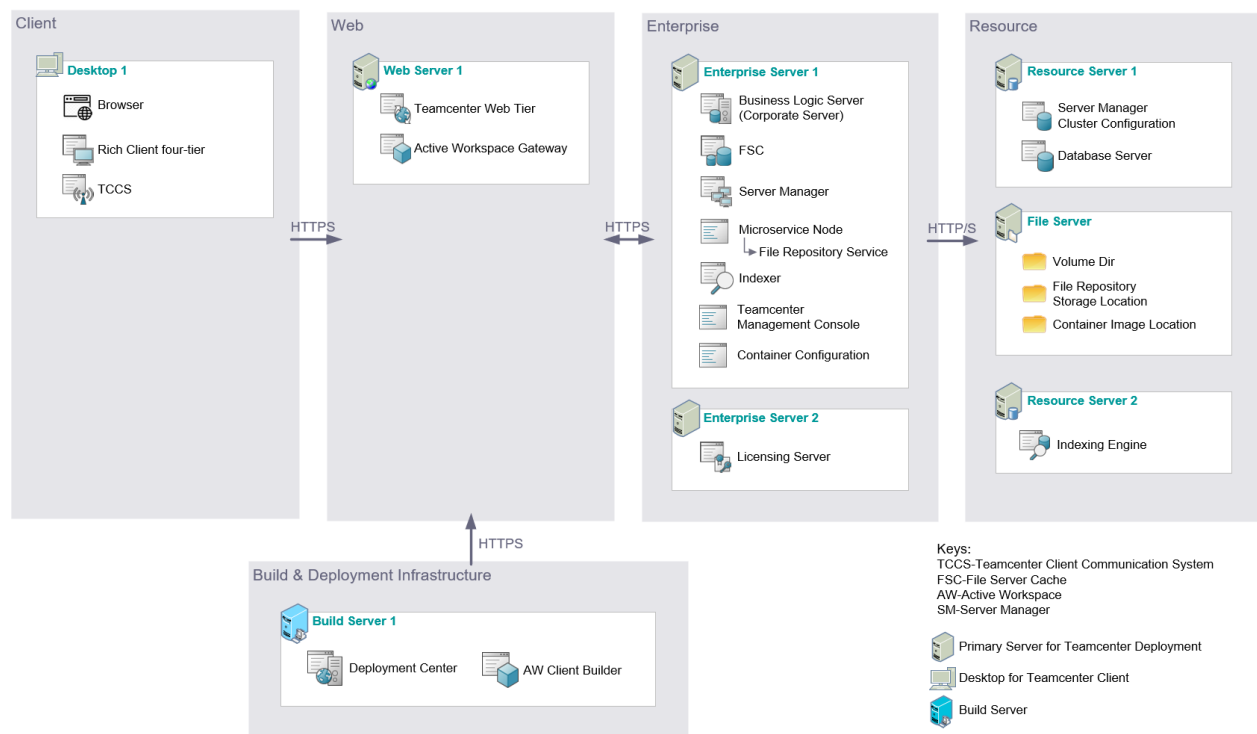 Client
Desktop 1
Browser
Rich Client four-tier
TCCS
HTTPS
Web
Web Server 1
Teamcenter Web Tier
Active Workspace Gateway
HTTPS
Enterprise
Enterprise Server 1
Business Logic Server
(Corporate Server)
FSC
Server Manager
Microservice Node
File Repository Service
Indexer
Teamcenter
Management Console
Container Configuration
Enterprise Server 2
Licensing Server
HTTP/S
Resource
Resource Server 1
Server Manager
Cluster Configuration
Database Server
File Server
Volume Dir
File Repository
Storage Location
Container Image Location
Resource Server 2
Indexing Engine
HTTPS
Build & Deployment Infrastructure
Build Server 1
Deployment Center
AW Client Builder
Keys:
TCCS-Teamcenter Client Communication System
FSC-File Server Cache
AW-Active Workspace
SM-Server Manager
Primary Server for Teamcenter Deployment
Desktop for Teamcenter Client
Build Server